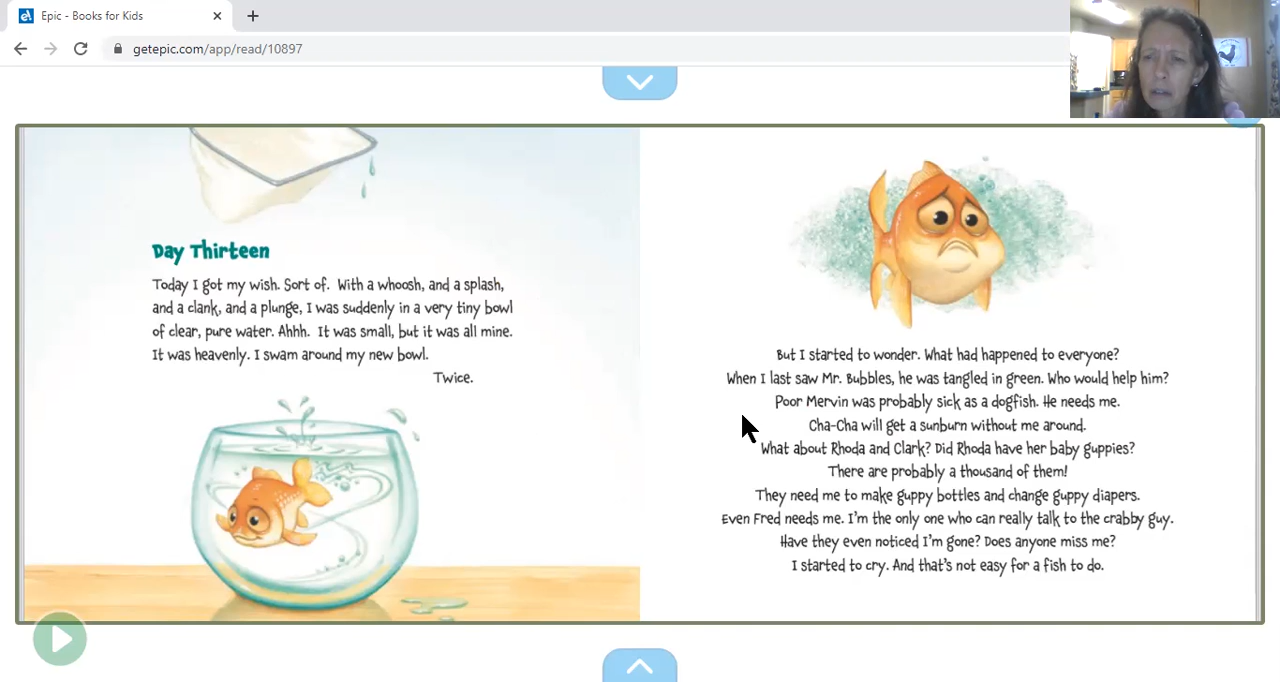 Epic - Books for Kids
getepic.com/app/read/10897
Day Thirteen
Today I got my wish. Sort of. With a whoosh, and a splash,
and a clank, and a plunge, I was suddenly in a very tiny bowl
of clear, pure water. Ahhh. It was small, but it was all mine.
It was heavenly. I swam around my new bowl.
Twice.
But I started to wonder. What had happened to everyone?
When I last saw Mr. Bubbles, he was tangled in green. Who would help him?
Poor Mervin was probably sick as a dogfish. He needs me.
Cha-Cha will get a sunburn without me around.
What about Rhoda and Clark? Did Rhoda have her baby guppies?
There are probably a thousand of them!
They need me to make guppy bottles and change guppy diapers.
Even Fred needs me. I'm the only one who can really talk to the crabby guy.
Have they even noticed I'm gone? Does anyone miss me?
I started to cry. And that's not easy for a fish to do.